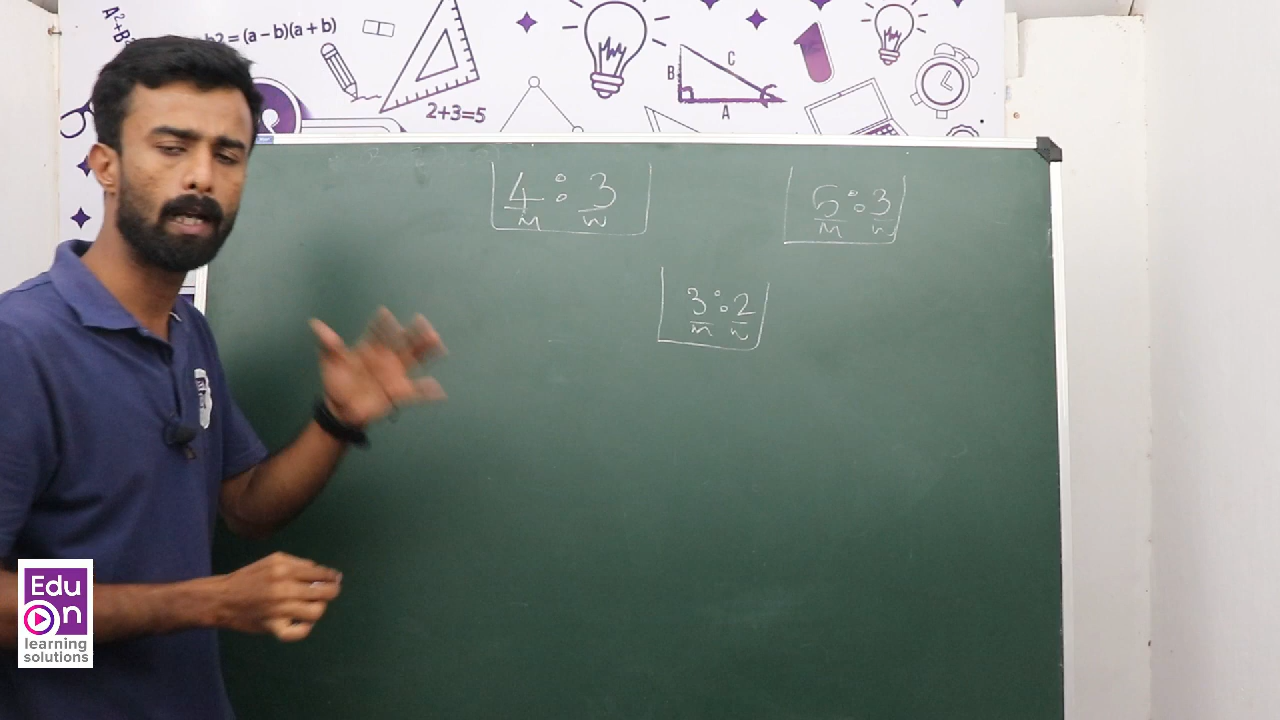 A²+B²
b2 = (a – b)(a + b)
2+3=5
B
C
A
4 : 3
m w
5 : 3
m w
3 : 2
m w
Edu
On
learning
solutions